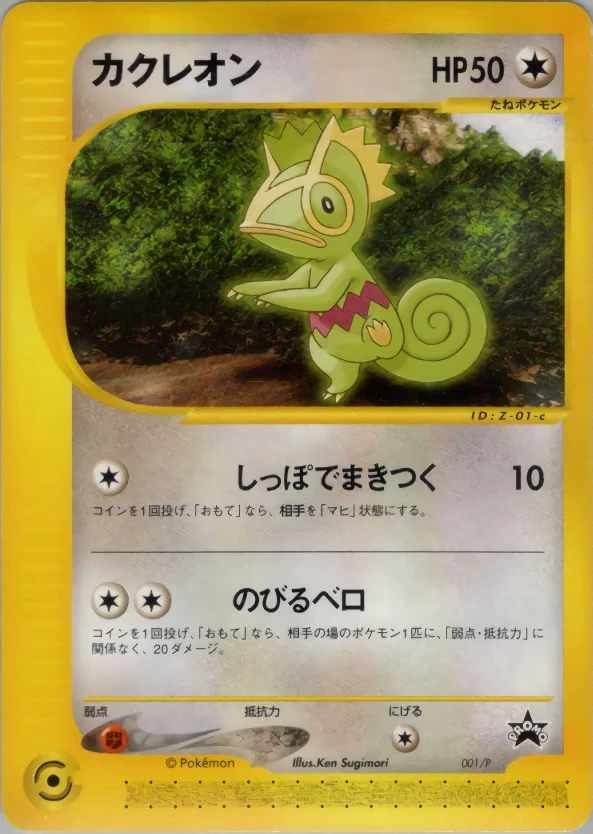 カクレオン
HP50
たねポケモン
ID:Z-01-c
しっぽでまきつく 10
コインを1回投げ、「おもて」なら、相手を「マヒ」状態にする。
のびるベロ
コインを1回投げ、「おもて」なら、相手の場のポケモン1匹に、「弱点・抵抗力」に
関係なく、20ダメージ。
弱点 抵抗力 にげる
PROMO
© Pokémon Illus.Ken Sugimori 001/P